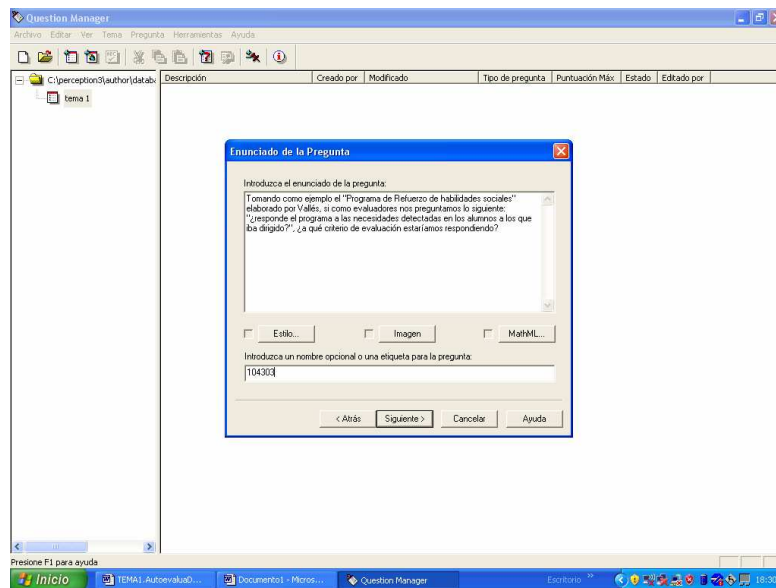 Question Manager
Archivo Editar Ver Tema Pregunta Herramientas Ayuda
C:\perception3\author\databa
tema 1
Descripción Creado por Modificado Tipo de pregunta Puntuación Máx Estado Editado por
Enunciado de la Pregunta
Introduzca el enunciado de la pregunta:
Tomando como ejemplo el "Programa de Refuerzo de habilidades sociales"
elaborado por Vallés, si como evaluadores nos preguntamos lo siguiente:
"¿responde el programa a las necesidades detectadas en los alumnos a los que
iba dirigido?", ¿a qué criterio de evaluación estaríamos respondiendo?
Estilo... Imagen MathML...
Introduzca un nombre opcional o una etiqueta para la pregunta:
104303
< Atrás Siguiente > Cancelar Ayuda
Presione F1 para ayuda
Inicio TEMA1.AutoevaluaD... Documento1 - Micros... Question Manager Escritorio » 18:30